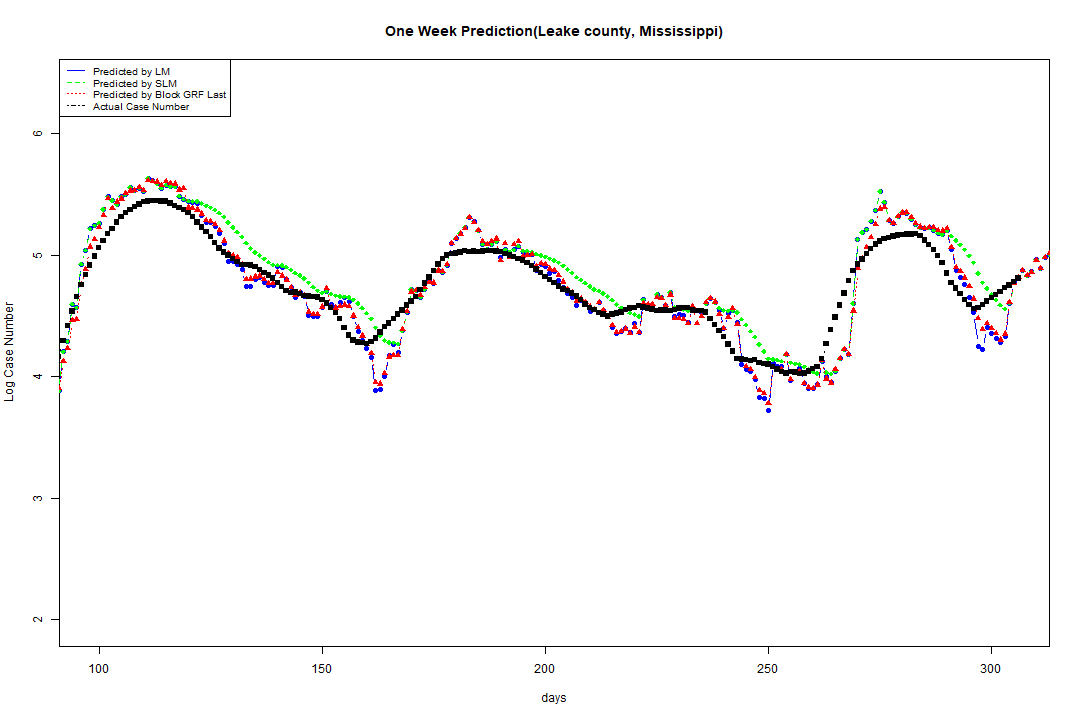 One Week Prediction(Leake county, Mississippi)
Predicted by LM
Predicted by SLM
Predicted by Block GRF Last
Actual Case Number
6
5
4
3
2
Log Case Number
100 150 200 250 300
days